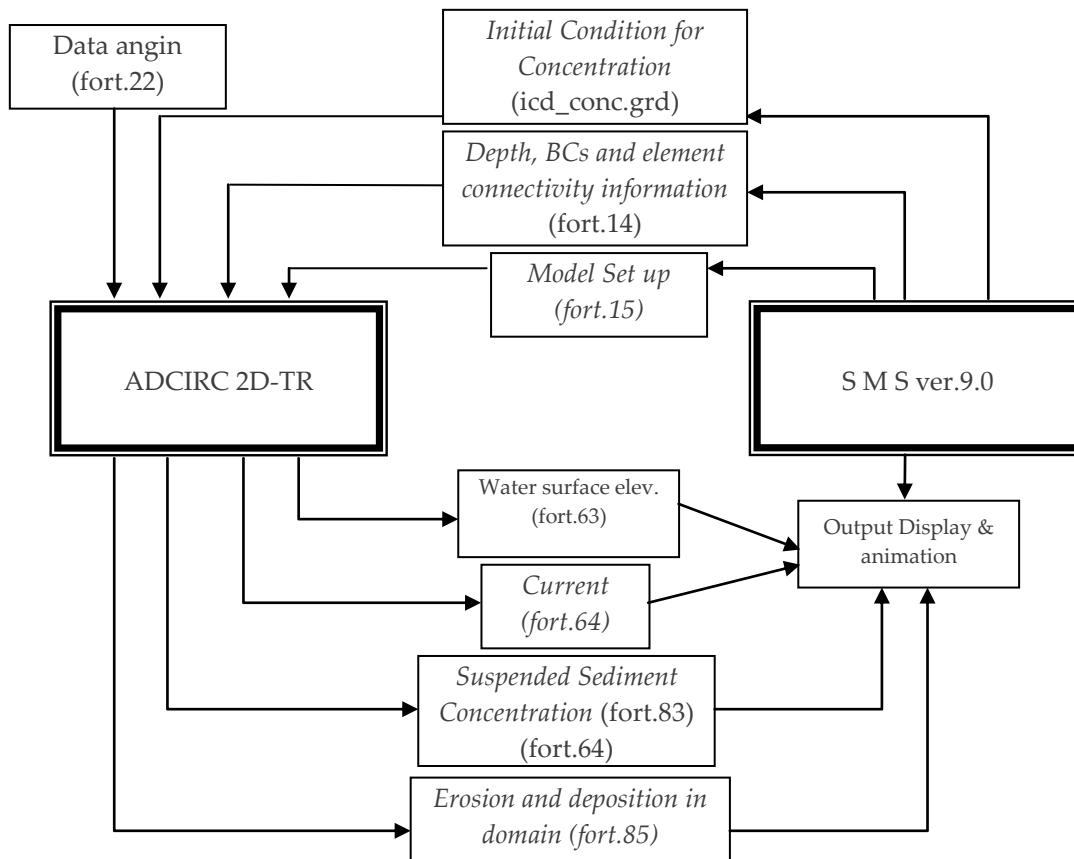 Data angin
(fort.22)
Initial Condition for
Concentration
(icd_conc.grd)
Depth, BCs and element
connectivity information
(fort.14)
Model Set up
(fort.15)
ADCIRC 2D-TR
S M S ver.9.0
Water surface elev.
(fort.63)
Output Display &
animation
Current
(fort.64)
Suspended Sediment
Concentration (fort.83)
(fort.64)
Erosion and deposition in
domain (fort.85)